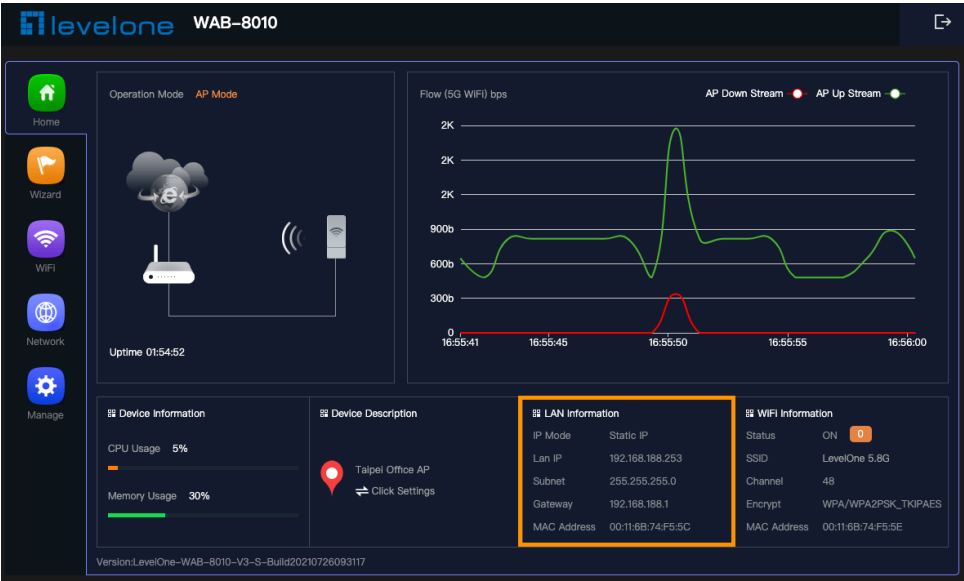 levelone WAB-8010
Home
Wizard
WiFi
Network
Manage
Operation Mode AP Mode
Uptime 01:54:52
Flow (5G WiFi) bps AP Down Stream AP Up Stream
2K
2K
2K
900b
600b
300b
0
16:55:41 16:55:45 16:55:50 16:55:55 16:56:00
Device Information
CPU Usage 5%
Memory Usage 30%
Device Description
Taipei Office AP
Click Settings
LAN Information
IP Mode Static IP
Lan IP 192.168.188.253
Subnet 255.255.255.0
Gateway 192.168.188.1
MAC Address 00:11:6B:74:F5:5C
WiFi Information
Status ON 0
SSID LevelOne 5.8G
Channel 48
Encrypt WPA/WPA2PSK_TKIPAES
MAC Address 00:11:6B:74:F5:5E
Version:LevelOne-WAB-8010-V3-S-Build20210726093117